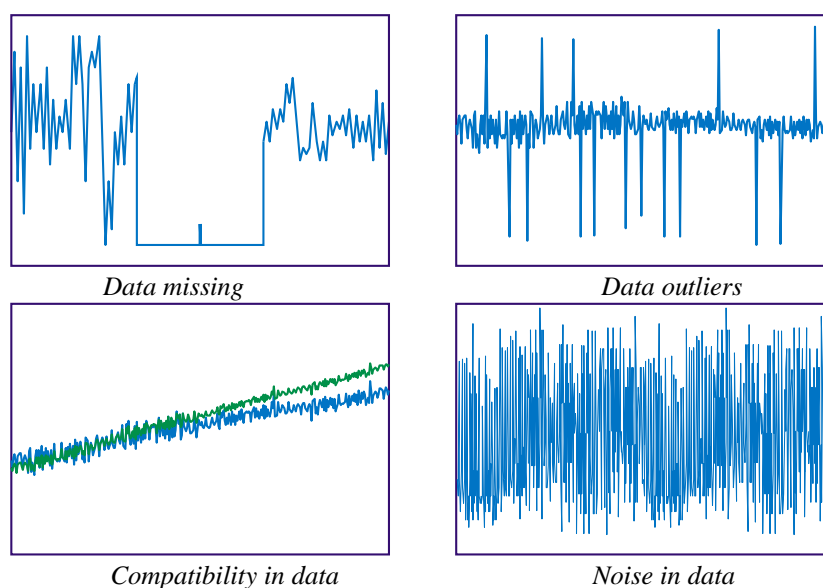 Data missing
Data outliers
Compatibility in data
Noise in data